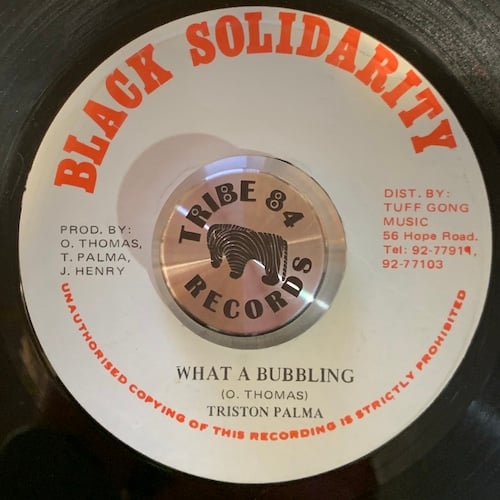 BLACK SOLIDARITY
TRIBE 84
RECORDS
PROD. BY:
O. THOMAS,
T. PALMA,
J. HENRY
DIST. BY:
TUFF GONG
MUSIC
56 Hope Road.
Tel: 92-77911,
92-77103
WHAT A BUBBLING
(O. THOMAS)
TRISTON PALMA
UNAUTHORISED COPYING OF THIS RECORDING IS STRICTLY PROHIBITED